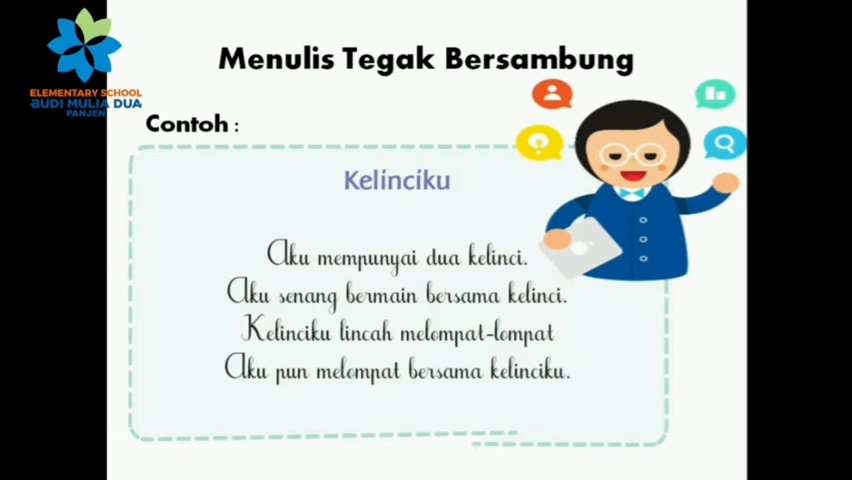 ELEMENTARY SCHOOL
BUDI MULIA DUA
PANJEN
Menulis Tegak Bersambung
Contoh :
Kelinciku
Aku mempunyai dua kelinci.
Aku senang bermain bersama kelinci.
Kelinciku lincah melompat-lompat
Aku pun melompat bersama kelinciku.